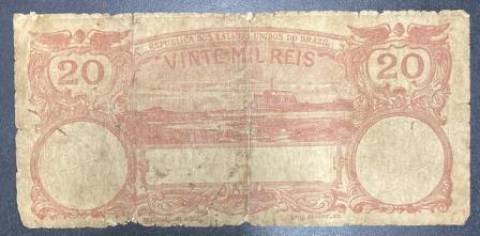 REPUBLICA DOS ESTADOS UNIDOS DO BRAZIL
VINTE MIL REIS
20
20